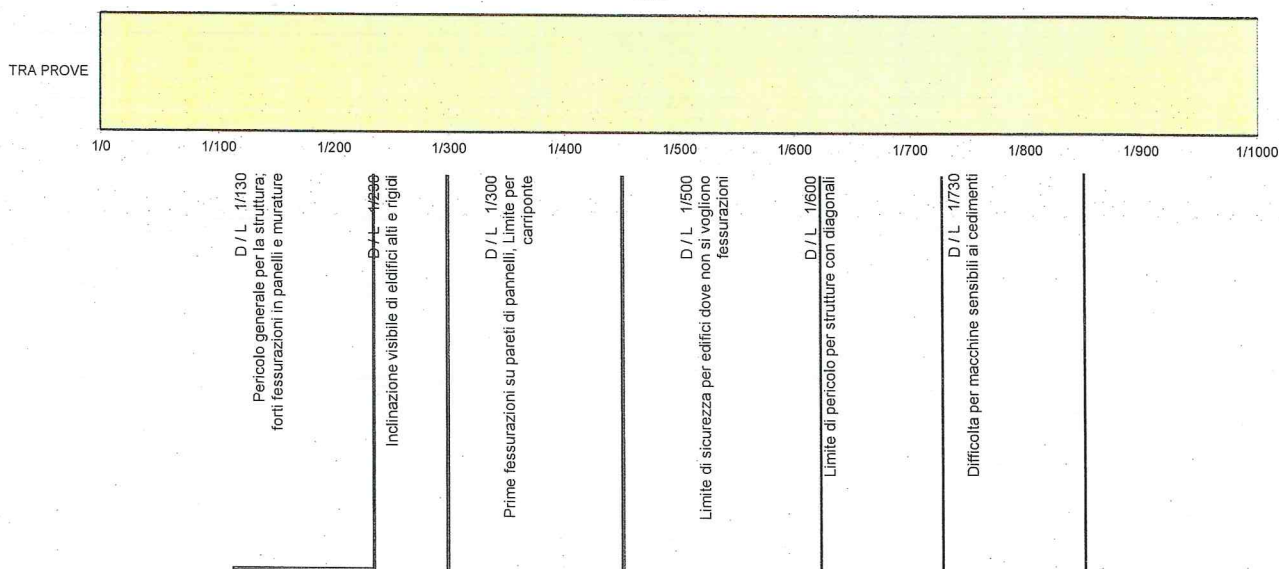 TRA PROVE
1/0
1/100
1/200
1/300
1/400
1/500
1/600
1/700
1/800
1/900
1/1000
D / L 1/130
Pericolo generale per la struttura;
forti fessurazioni in panelli e murature
D / L 1/230
Inclinazione visibile di eldifici alti e rigidi
D / L 1/300
Prime fessurazioni su pareti di pannelli, Limite per
carriponte
D / L 1/500
Limite di sicurezza per edifici dove non si vogliono
fessurazioni
D / L 1/600
Limite di pericolo per strutture con diagonali
D / L 1/730
Difficolta per macchine sensibili ai cedimenti